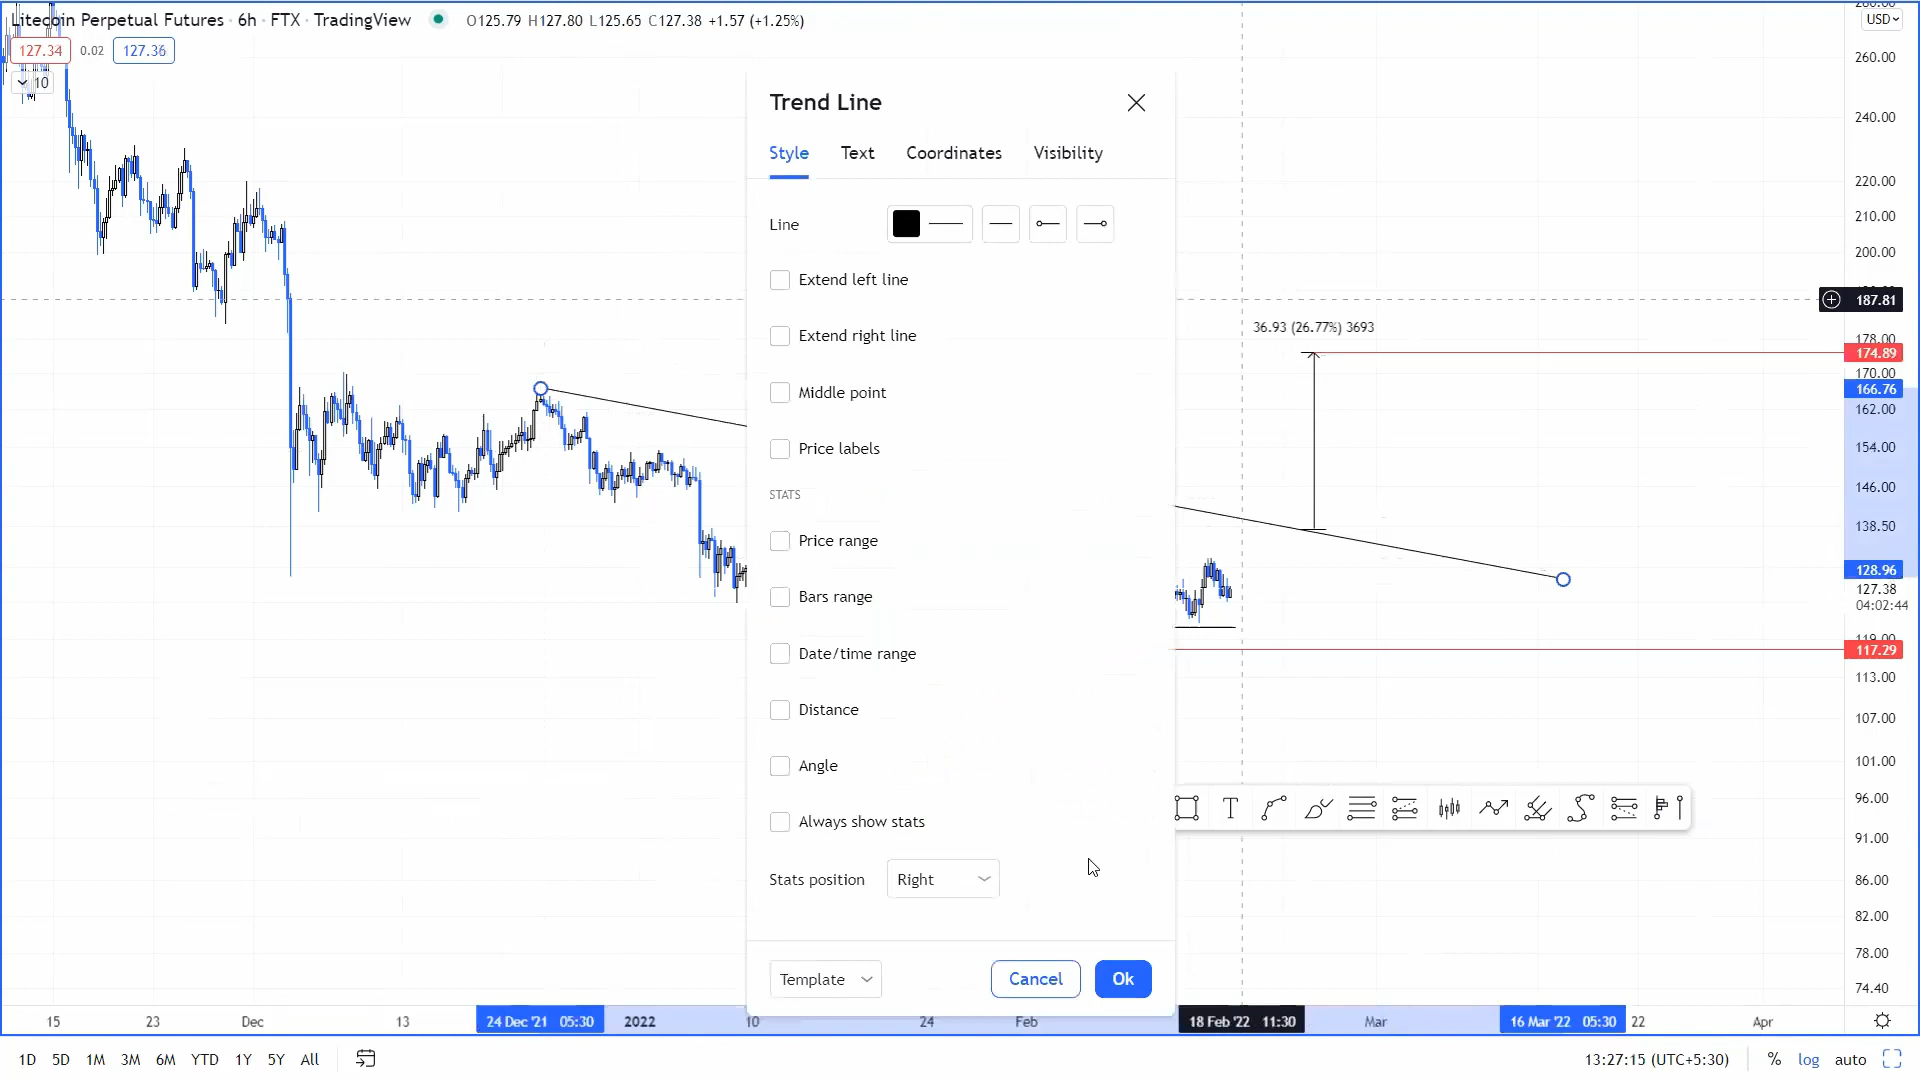 Litecoin Perpetual Futures · 6h · FTX · TradingView O125.79 H127.80 L125.65 C127.38 +1.57 (+1.25%)
127.34 0.02 127.36
10
USD
260.00
240.00
220.00
210.00
200.00
187.81
178.00
174.89
170.00
166.76
162.00
154.00
146.00
138.50
128.96
127.38
04:02:44
119.00
117.29
113.00
107.00
101.00
96.00
91.00
86.00
82.00
78.00
74.40
36.93 (26.77%) 3693
Trend Line
Style Text Coordinates Visibility
Line
Extend left line
Extend right line
Middle point
Price labels
STATS
Price range
Bars range
Date/time range
Distance
Angle
Always show stats
Stats position Right
Template Cancel Ok
15 23 Dec 13 24 Dec '21 05:30 2022 10 24 Feb 18 Feb '22 11:30 Mar 16 Mar '22 05:30 22 Apr
1D 5D 1M 3M 6M YTD 1Y 5Y All 13:27:15 (UTC+5:30) % log auto